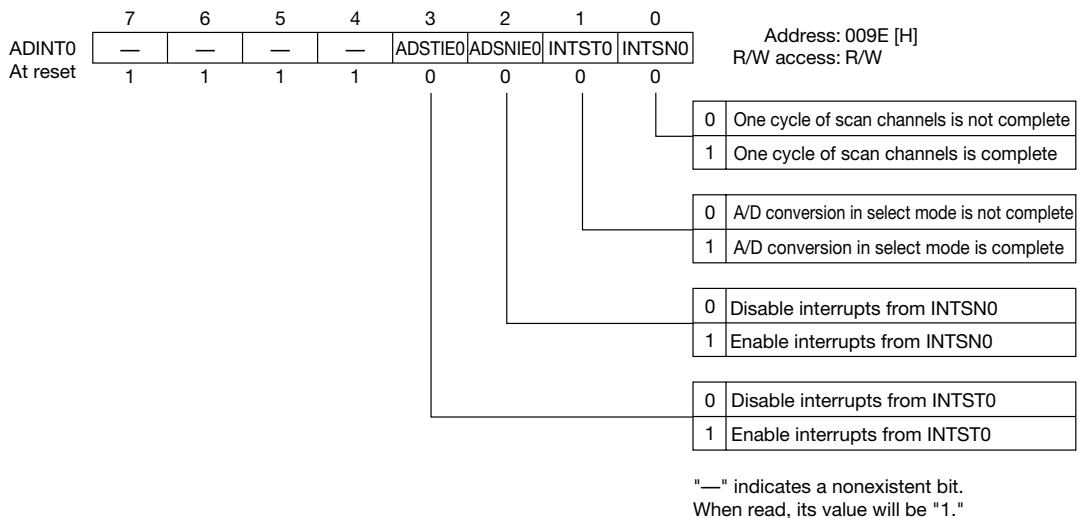 7 6 5 4 3 2 1 0
ADINT0 — — — — ADSTIE0 ADSNIE0 INTST0 INTSN0
At reset 1 1 1 1 0 0 0 0
Address: 009E [H]
R/W access: R/W
0 One cycle of scan channels is not complete
1 One cycle of scan channels is complete
0 A/D conversion in select mode is not complete
1 A/D conversion in select mode is complete
0 Disable interrupts from INTSN0
1 Enable interrupts from INTSN0
0 Disable interrupts from INTST0
1 Enable interrupts from INTST0
"—" indicates a nonexistent bit.
When read, its value will be "1."